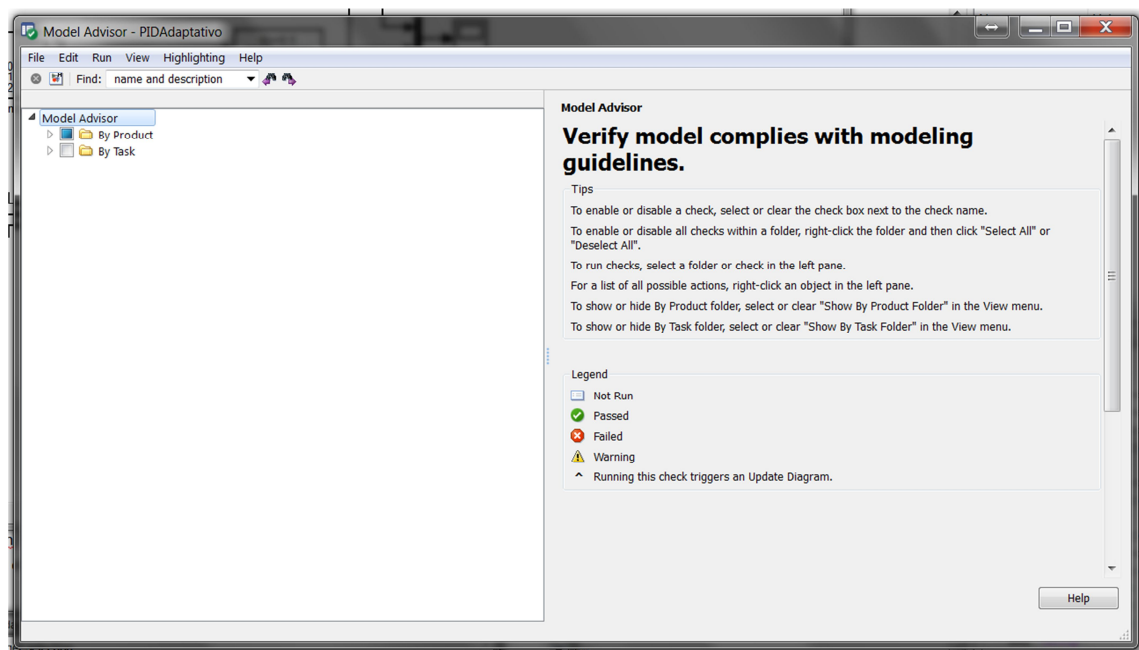 Model Advisor - PIDAdaptativo
File Edit Run View Highlighting Help
Find: name and description
Model Advisor
By Product
By Task
Model Advisor
Verify model complies with modeling
guidelines.
Tips
To enable or disable a check, select or clear the check box next to the check name.
To enable or disable all checks within a folder, right-click the folder and then click "Select All" or
"Deselect All".
To run checks, select a folder or check in the left pane.
For a list of all possible actions, right-click an object in the left pane.
To show or hide By Product folder, select or clear "Show By Product Folder" in the View menu.
To show or hide By Task folder, select or clear "Show By Task Folder" in the View menu.
Legend
Not Run
Passed
Failed
Warning
^ Running this check triggers an Update Diagram.
Help